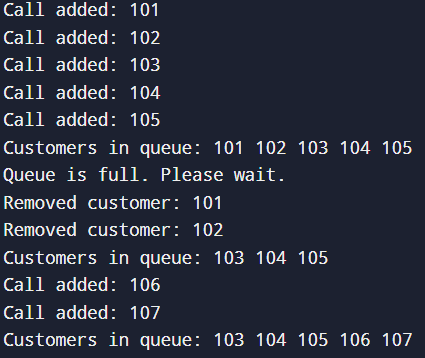 Call added: 101
Call added: 102
Call added: 103
Call added: 104
Call added: 105
Customers in queue: 101 102 103 104 105
Queue is full. Please wait.
Removed customer: 101
Removed customer: 102
Customers in queue: 103 104 105
Call added: 106
Call added: 107
Customers in queue: 103 104 105 106 107